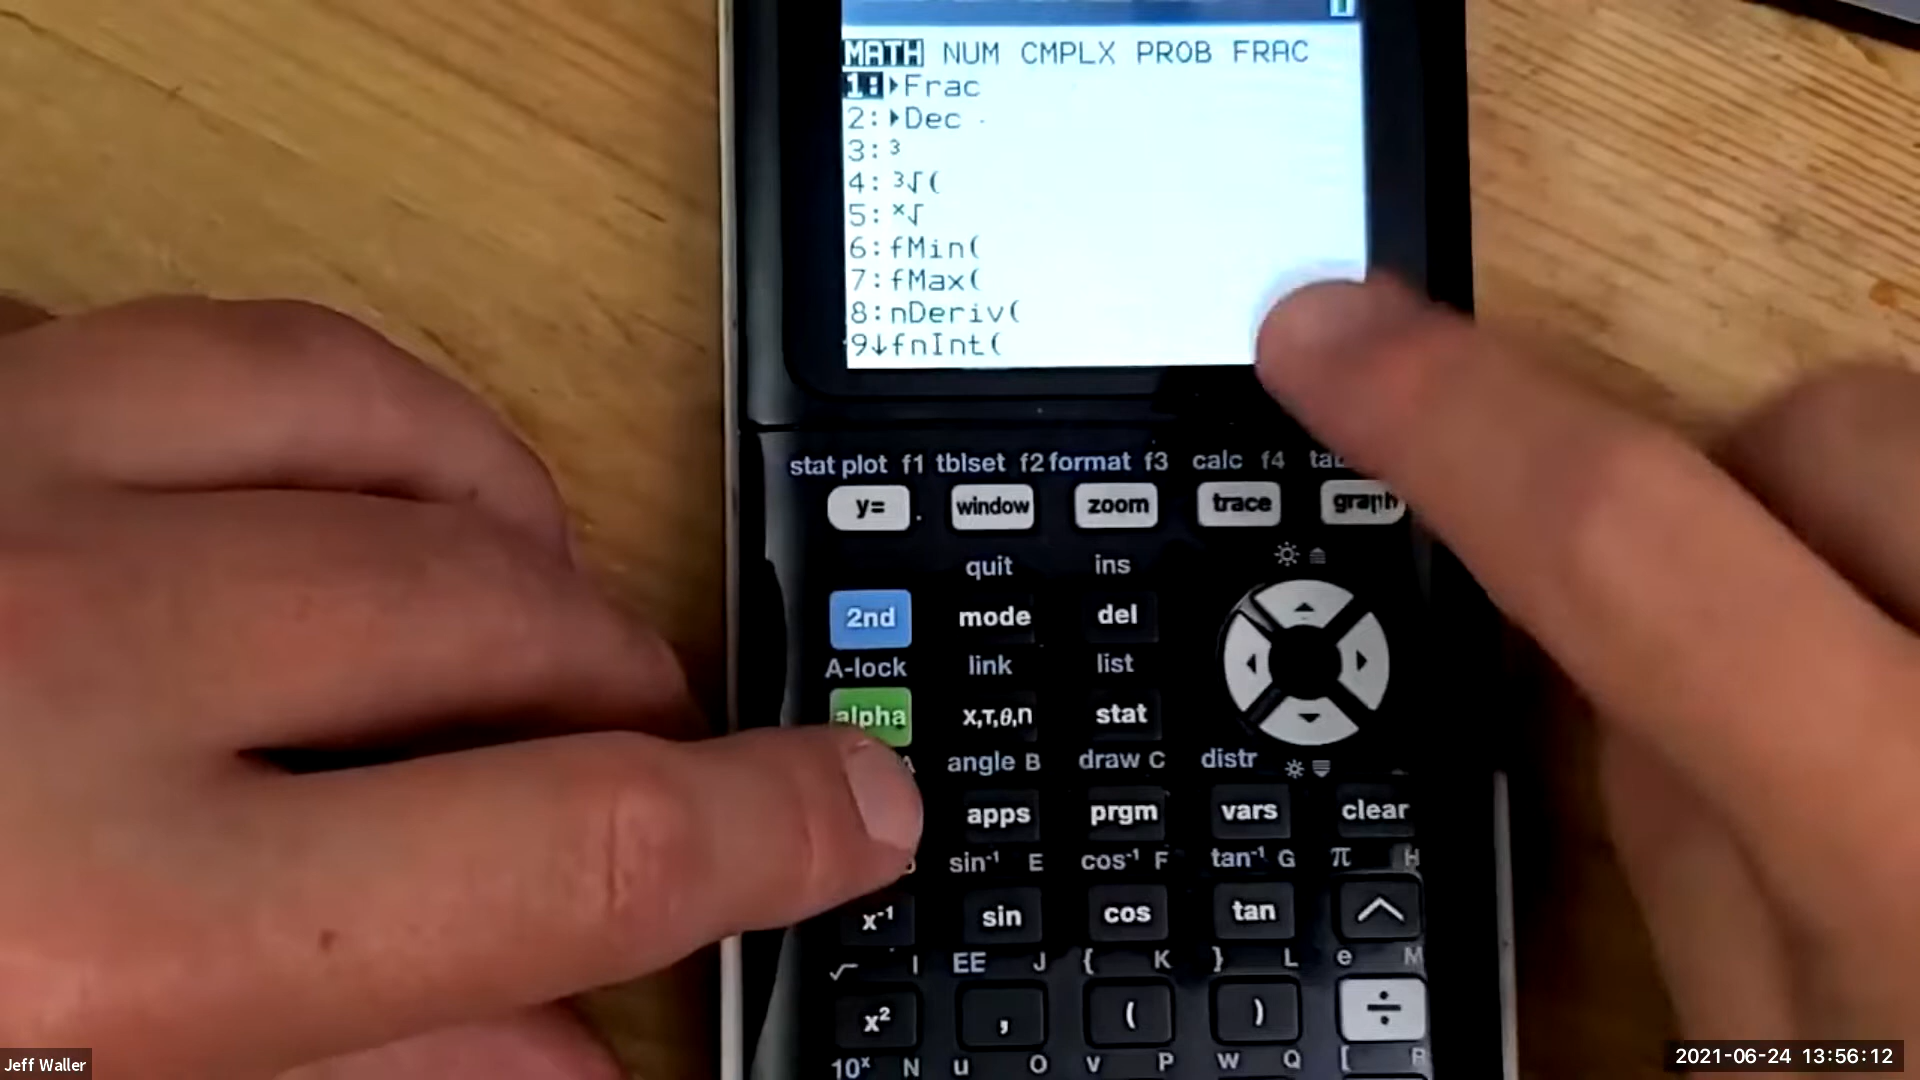 MATH NUM CMPLX PROB FRAC
1:▸Frac
2:▸Dec
3:³
4:³√(
5:ˣ√
6:fMin(
7:fMax(
8:nDeriv(
9↓fnInt(
stat plot f1 tblset f2 format f3 calc f4
y= window zoom trace graph
quit ins
2nd mode del
A-lock link list
alpha X,T,θ,n stat
A angle B draw C distr
apps prgm vars clear
sin⁻¹ E cos⁻¹ F tan⁻¹ G π H
x⁻¹ sin cos tan ^
√ I EE J { K } L e M
x² , ( ) ÷
10ˣ N u O v P w Q [ R
Jeff Waller
2021-06-24 13:56:12